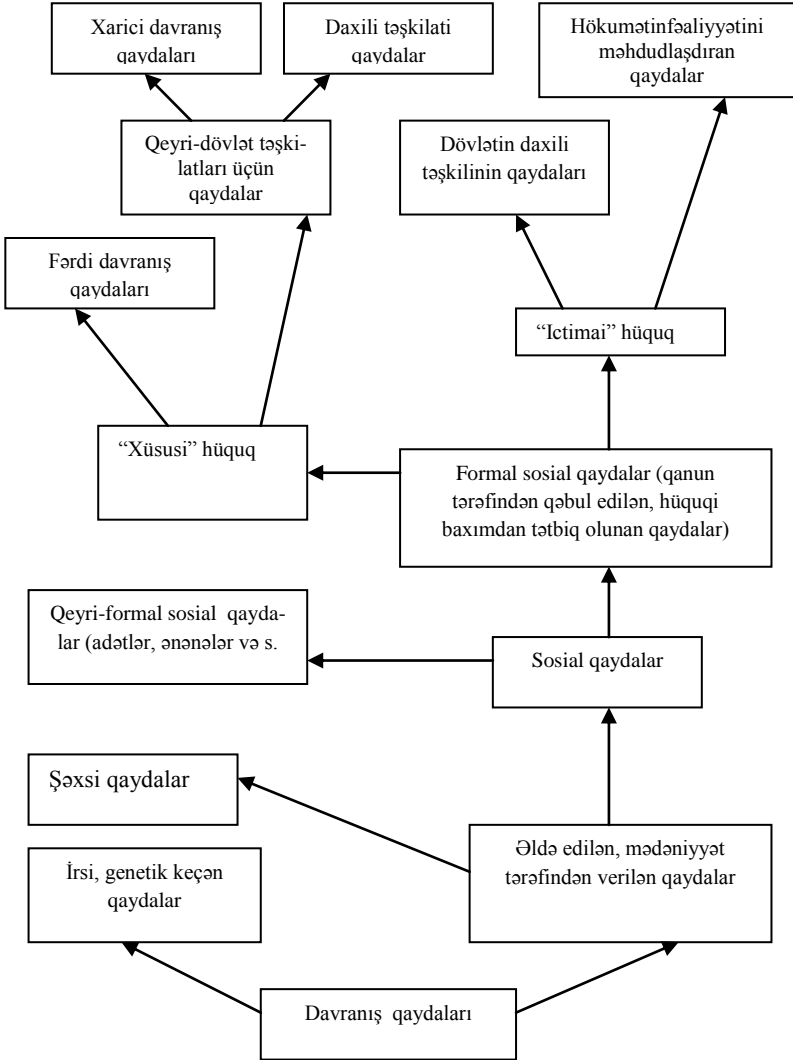 Xarici davranış
qaydaları
Daxili təşkilati
qaydalar
Hökumətinfəaliyyətini
məhdudlaşdıran
qaydalar
Qeyri-dövlət təşki-
latları üçün
qaydalar
Dövlətin daxili
təşkilinin qaydaları
Fərdi davranış
qaydaları
“Ictimai” hüquq
“Xüsusi” hüquq
Formal sosial qaydalar (qanun
tərəfindən qəbul edilən, hüquqi
baxımdan tətbiq olunan qaydalar)
Qeyri-formal sosial qayda-
lar (adətlər, ənənələr və s.
Sosial qaydalar
Şəxsi qaydalar
Əldə edilən, mədəniyyət
tərəfindən verilən qaydalar
İrsi, genetik keçən
qaydalar
Davranış qaydaları